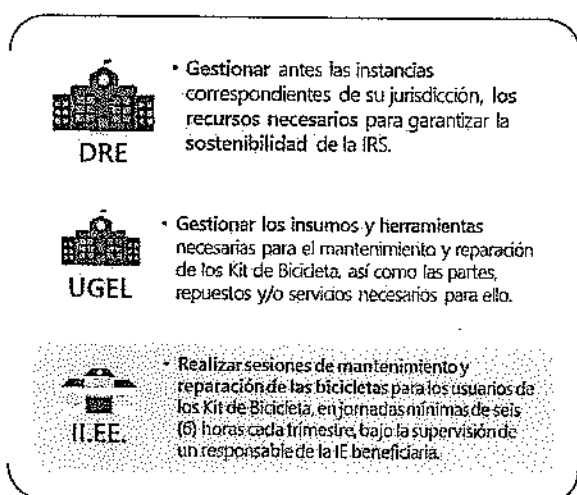 • Gestionar antes las instancias
correspondientes de su jurisdicción, los
recursos necesarios para garantizar la
sostenibilidad de la IRS.
DRE
• Gestionar los insumos y herramientas
necesarias para el mantenimiento y reparación
de los Kit de Bicicleta, así como las partes,
repuestos y/o servicios necesarios para ello.
UGEL
• Realizar sesiones de mantenimiento y
reparación de las bicicletas para los usuarios de
los Kit de Bicicleta, en jornadas mínimas de seis
(6) horas cada trimestre, bajo la supervisión de
un responsable de la IE beneficiaria.
II.EE.